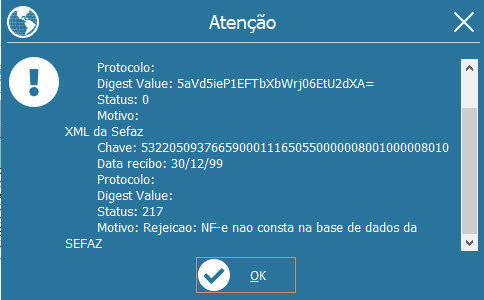 Atenção
Protocolo:
Digest Value: 5aVd5ieP1EFTbXbWrj06EtU2dXA=
Status: 0
Motivo:
XML da Sefaz
Chave: 53220509376659000111650550000008001000008010
Data recibo: 30/12/99
Protocolo:
Digest Value:
Status: 217
Motivo: Rejeicao: NF-e nao consta na base de dados da
SEFAZ
OK